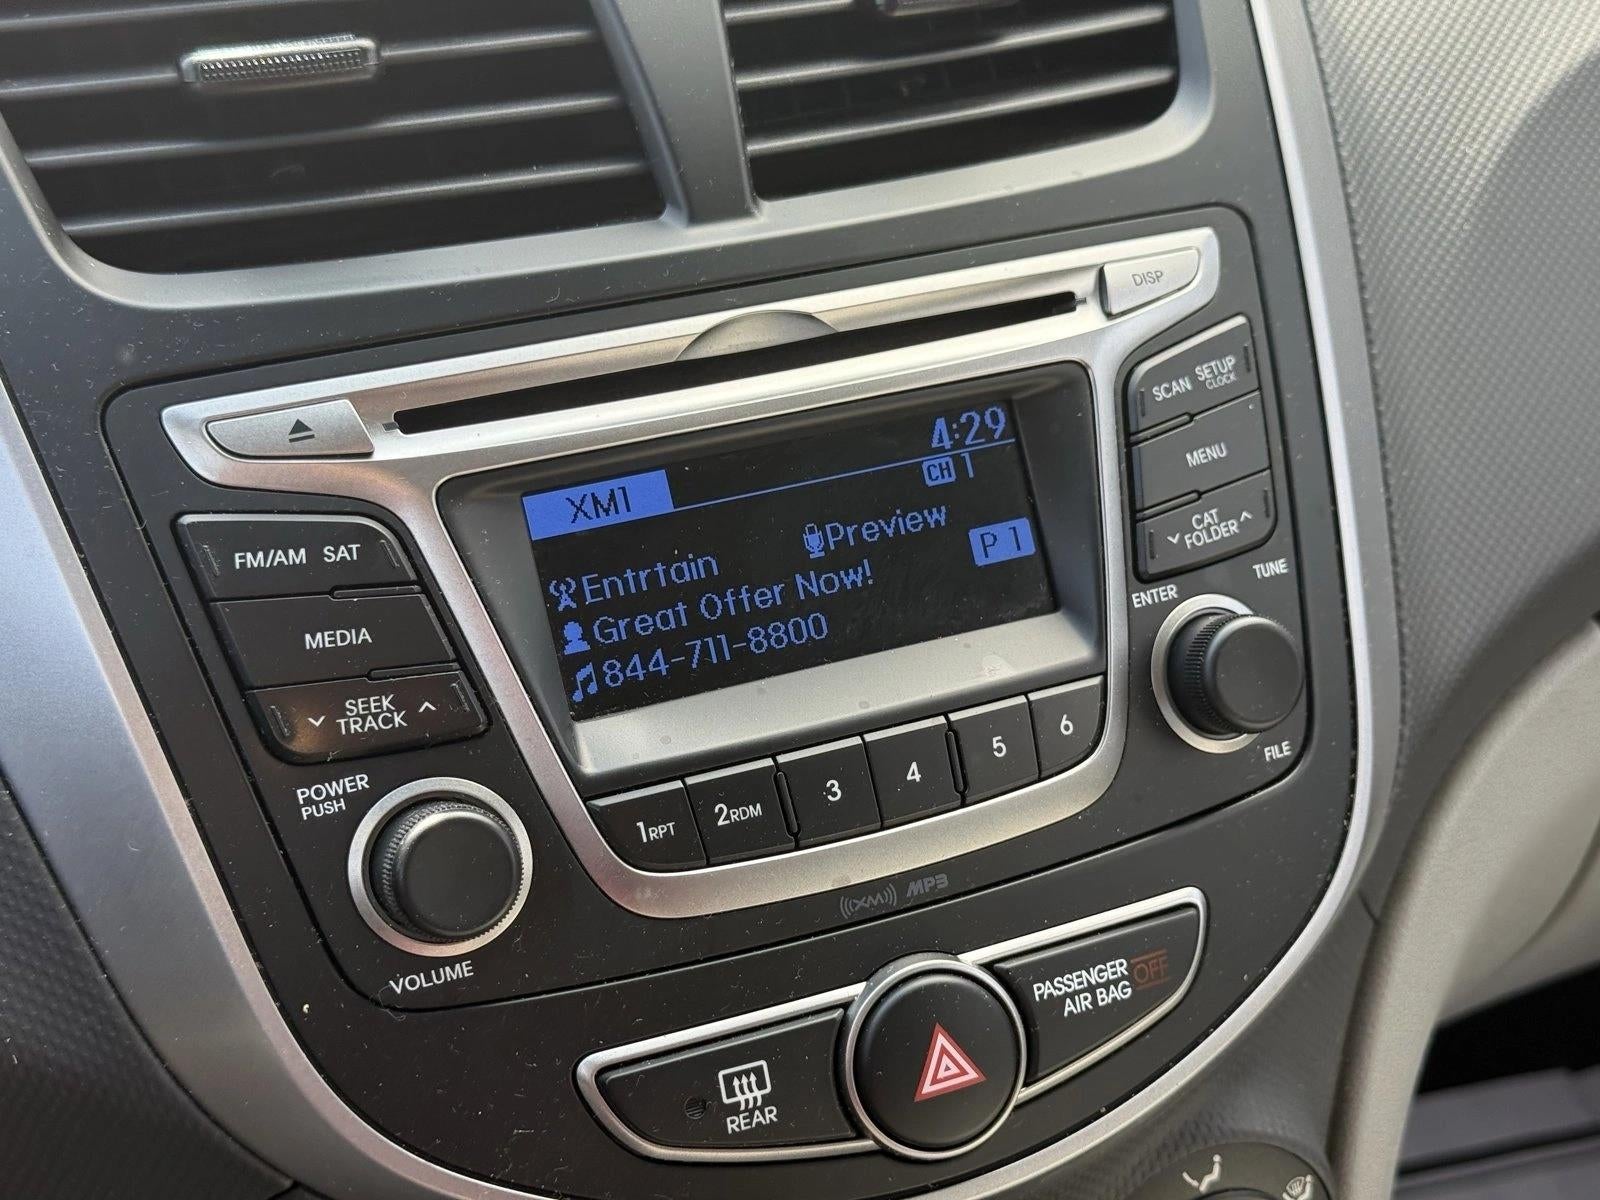 DISP
SCAN SETUP
CLOCK
4:29
XM1
CH 1
MENU
Preview
P 1
CAT
FOLDER
FM/AM SAT
Entrtain
Great Offer Now!
844-711-8800
TUNE
ENTER
MEDIA
SEEK
TRACK
FILE
POWER
PUSH
1RPT
2RDM
3
4
5
6
((XM)) MP3
VOLUME
PASSENGER OFF
AIR BAG
REAR